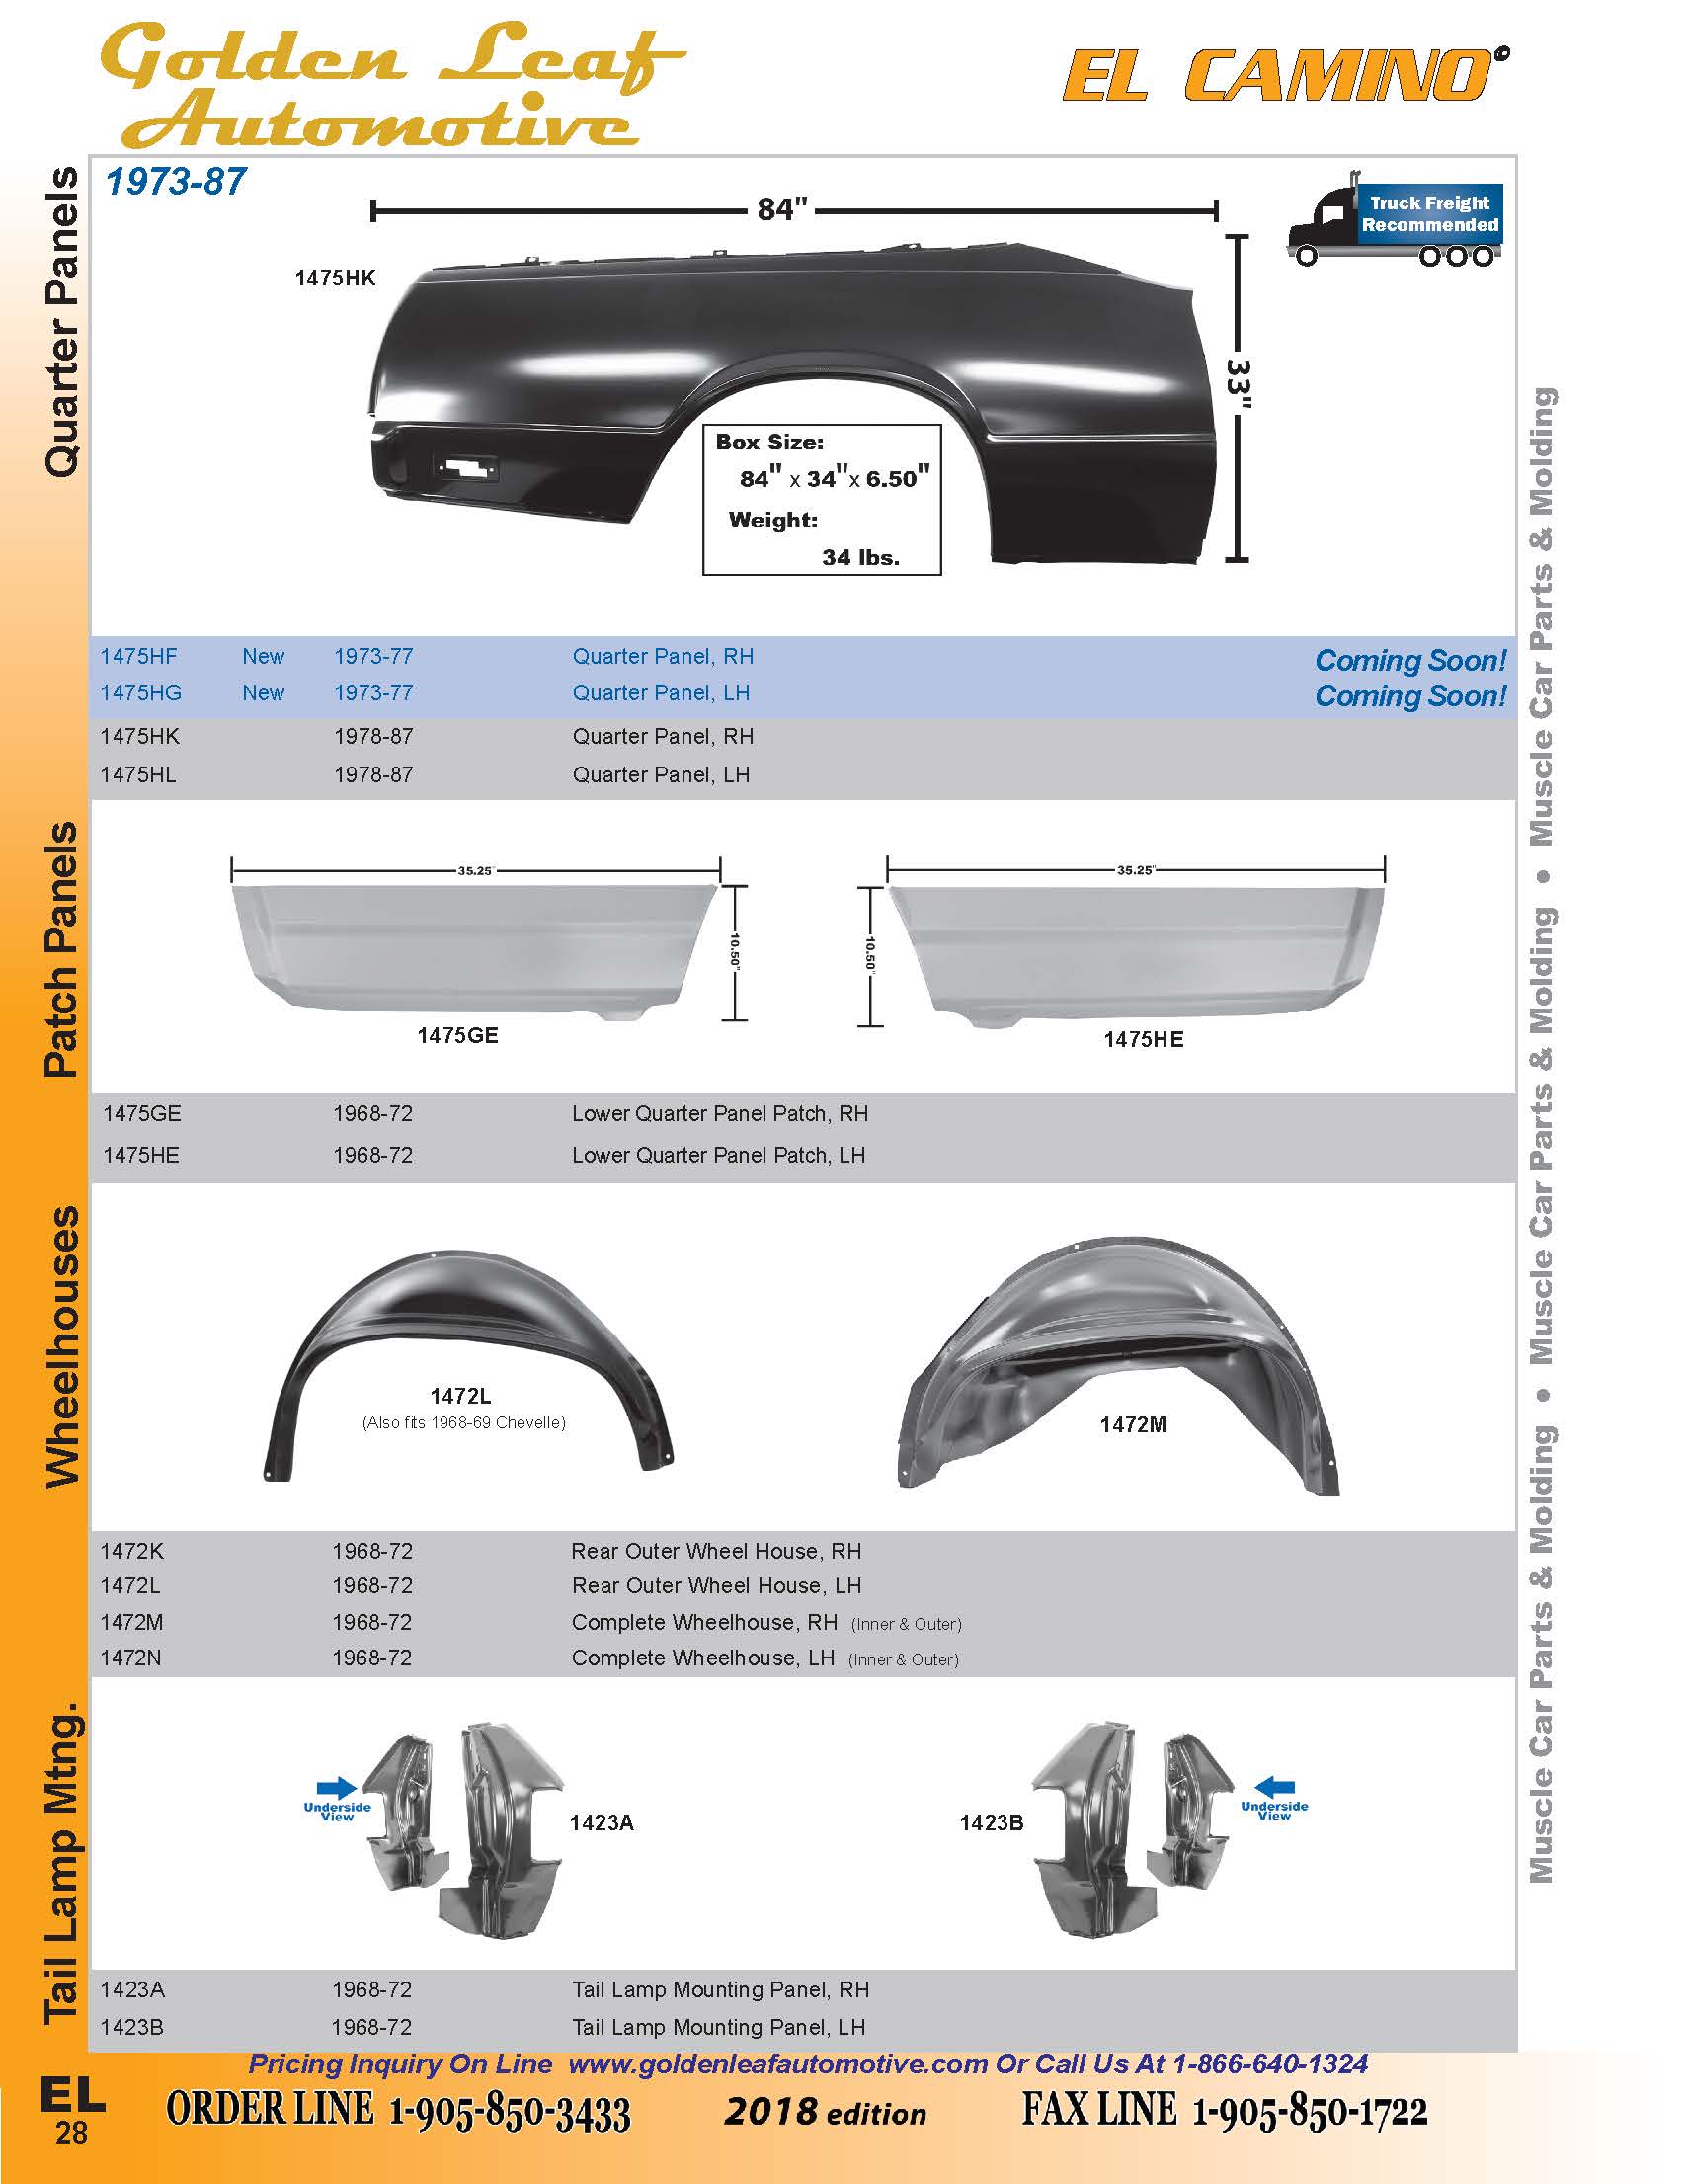 Golden Leaf
Automotive
EL CAMINO
Quarter Panels
1973-87
84"
Truck Freight
Recommended
1475HK
33"
Box Size:
84" x 34"x 6.50"
Weight:
34 lbs.
1475HF New 1973-77 Quarter Panel, RH Coming Soon!
1475HG New 1973-77 Quarter Panel, LH Coming Soon!
1475HK 1978-87 Quarter Panel, RH
1475HL 1978-87 Quarter Panel, LH
Patch Panels
35.25"
35.25"
10.50"
10.50"
1475GE
1475HE
1475GE 1968-72 Lower Quarter Panel Patch, RH
1475HE 1968-72 Lower Quarter Panel Patch, LH
Wheelhouses
1472L
(Also fits 1968-69 Chevelle)
1472M
1472K 1968-72 Rear Outer Wheel House, RH
1472L 1968-72 Rear Outer Wheel House, LH
1472M 1968-72 Complete Wheelhouse, RH (Inner & Outer)
1472N 1968-72 Complete Wheelhouse, LH (Inner & Outer)
Tail Lamp Mtng.
Underside
View
1423A
1423B
Underside
View
1423A 1968-72 Tail Lamp Mounting Panel, RH
1423B 1968-72 Tail Lamp Mounting Panel, LH
Muscle Car Parts & Molding • Muscle Car Parts & Molding • Muscle Car Parts & Molding
Pricing Inquiry On Line www.goldenleafautomotive.com Or Call Us At 1-866-640-1324
EL
28
ORDER LINE 1-905-850-3433 2018 edition FAX LINE 1-905-850-1722